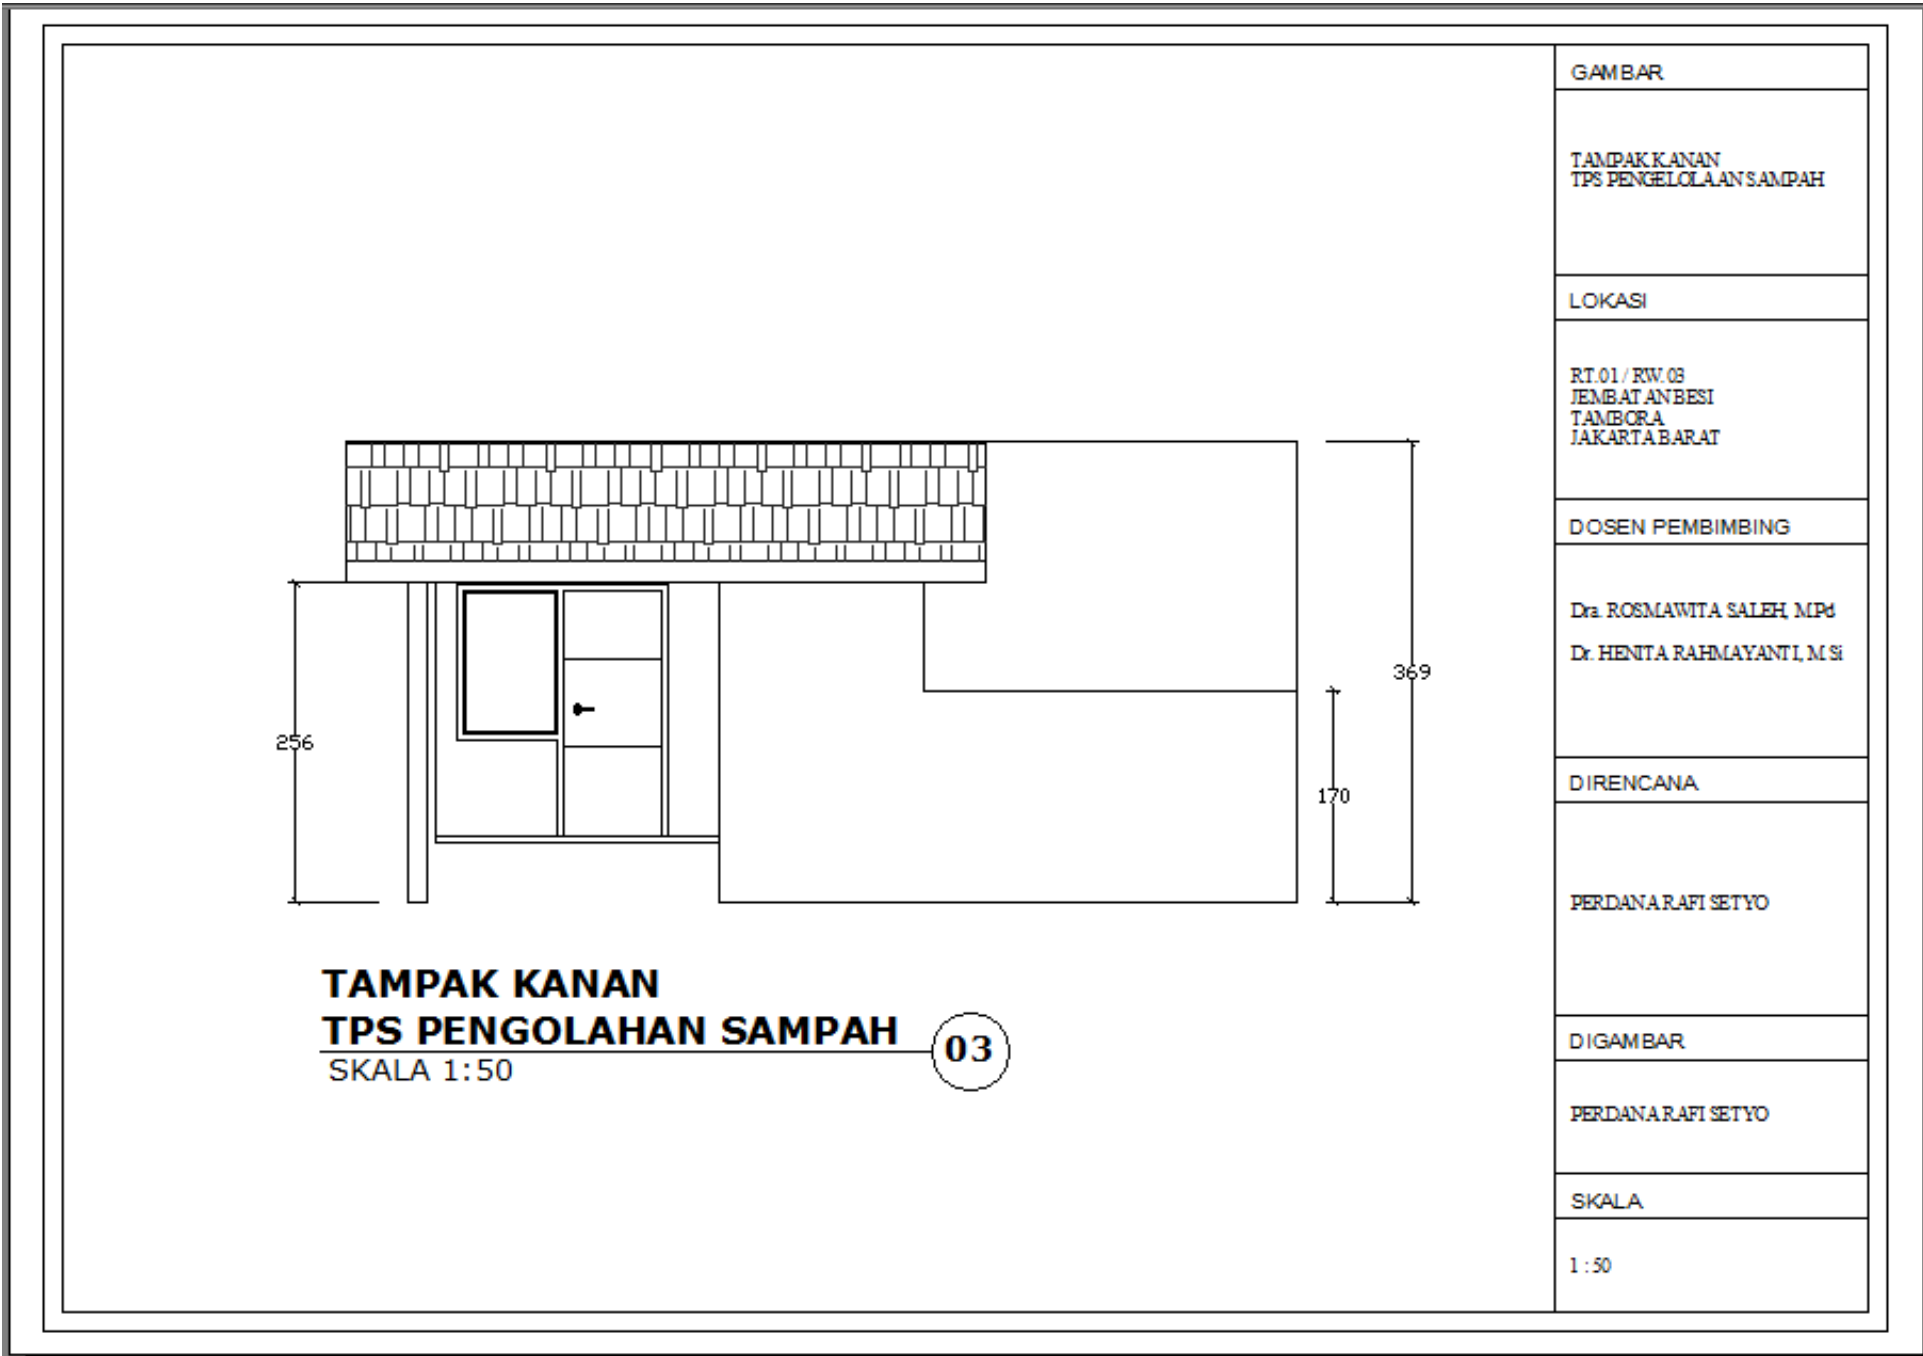 GAMBAR
TAMPAK KANAN
TPS PENGELOLAAN SAMPAH
LOKASI
RT.01 / RW.03
JEMBATAN BESI
TAMBORA
JAKARTA BARAT
DOSEN PEMBIMBING
Dra. ROSMAWITA SALEH, M.Pd
Dr. HENITA RAHMAYANTI, M.Si
DIRENCANA
PERDANA RAFI SETYO
DIGAMBAR
PERDANA RAFI SETYO
SKALA
1 : 50
369
256
170
TAMPAK KANAN
TPS PENGOLAHAN SAMPAH
03
SKALA 1:50